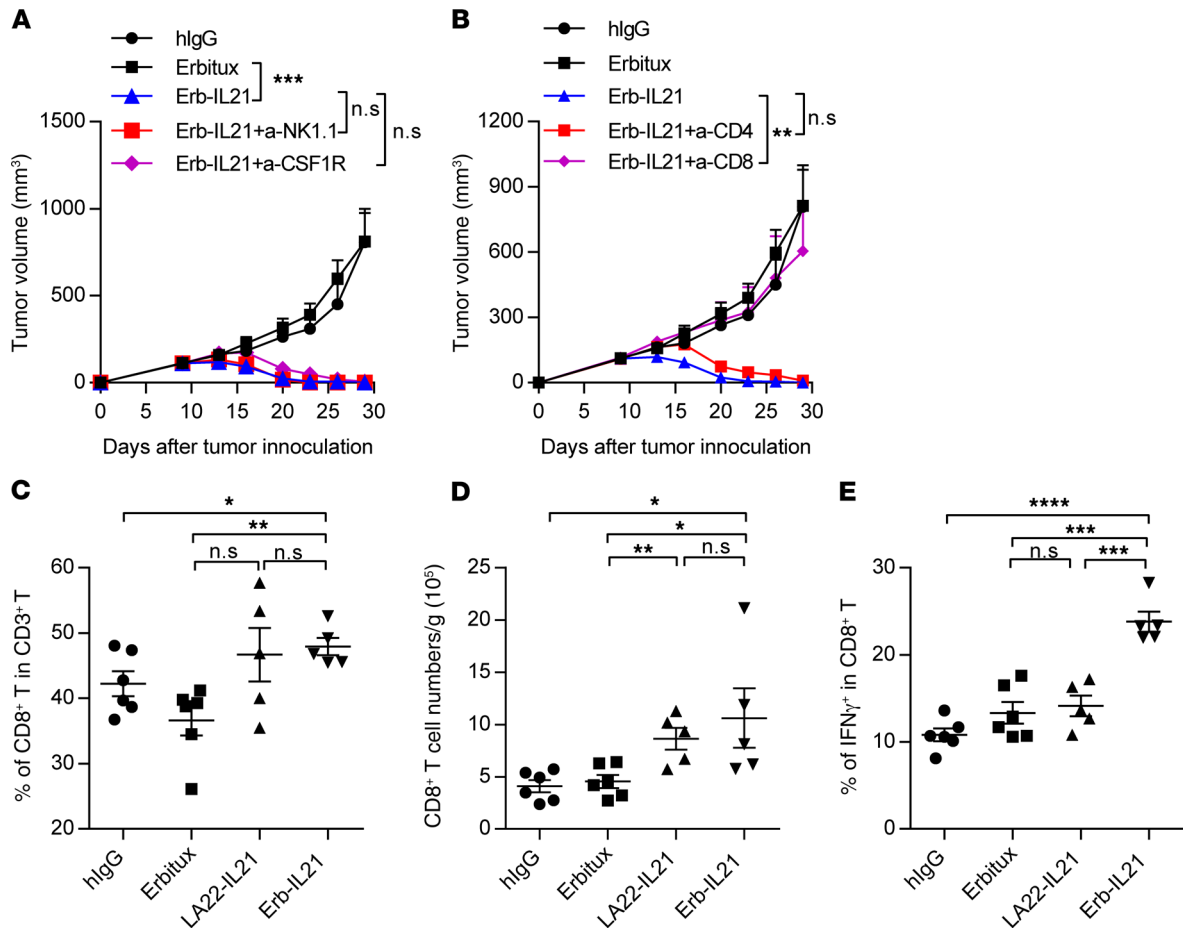 A
hIgG
Erbitux
Erb-IL21
Erb-IL21+a-NK1.1
Erb-IL21+a-CSF1R
***
n.s
n.s
Tumor volume (mm³)
1500
1000
500
0
0 5 10 15 20 25 30
Days after tumor innoculation
B
hIgG
Erbitux
Erb-IL21
Erb-IL21+a-CD4
Erb-IL21+a-CD8
**
n.s
Tumor volume (mm³)
1200
900
600
300
0
0 5 10 15 20 25 30
Days after tumor innoculation
C
*
**
n.s n.s
% of CD8⁺ T in CD3⁺ T
60
50
40
30
20
hIgG
Erbitux
LA22-IL21
Erb-IL21
D
*
*
** n.s
CD8⁺ T cell numbers/g (10⁵)
25
20
15
10
5
0
hIgG
Erbitux
LA22-IL21
Erb-IL21
E
****
***
n.s ***
% of IFNγ⁺ in CD8⁺ T
30
20
10
0
hIgG
Erbitux
LA22-IL21
Erb-IL21